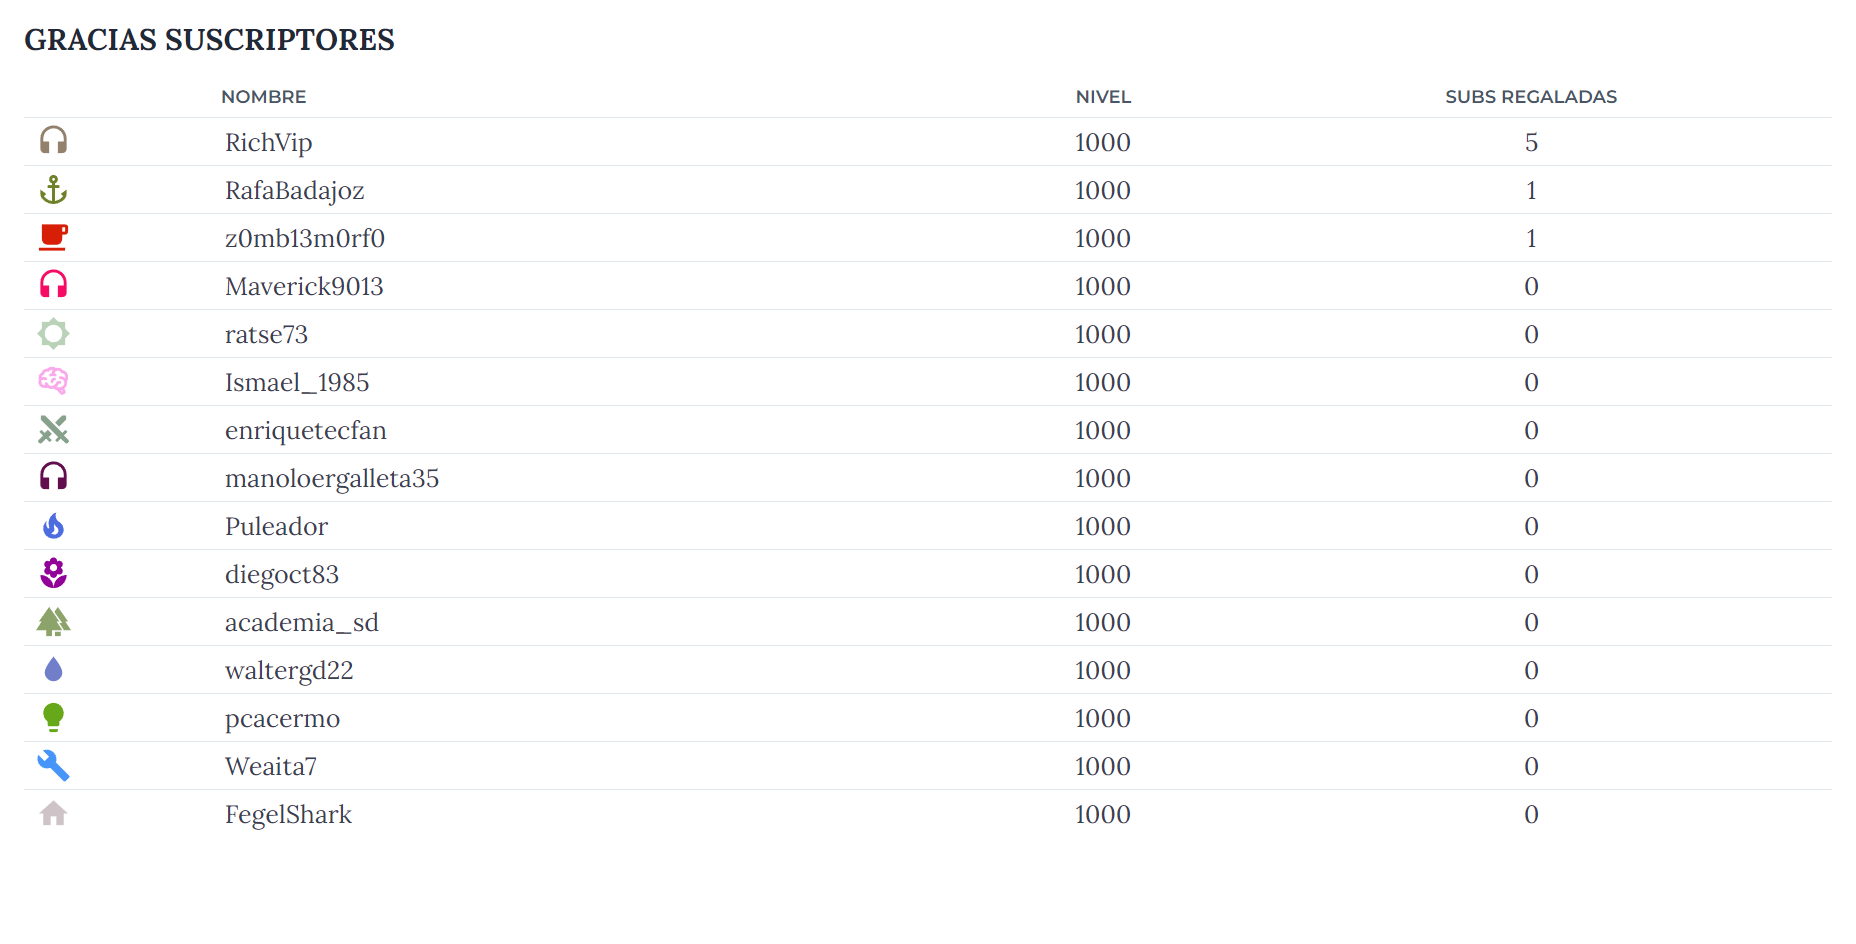 GRACIAS SUSCRIPTORES
NOMBRE NIVEL SUBS REGALADAS
RichVip 1000 5
RafaBadajoz 1000 1
z0mb13m0rf0 1000 1
Maverick9013 1000 0
ratse73 1000 0
Ismael_1985 1000 0
enriquetecfan 1000 0
manoloergalleta35 1000 0
Puleador 1000 0
diegoct83 1000 0
academia_sd 1000 0
waltergd22 1000 0
pcacermo 1000 0
Weaita7 1000 0
FegelShark 1000 0